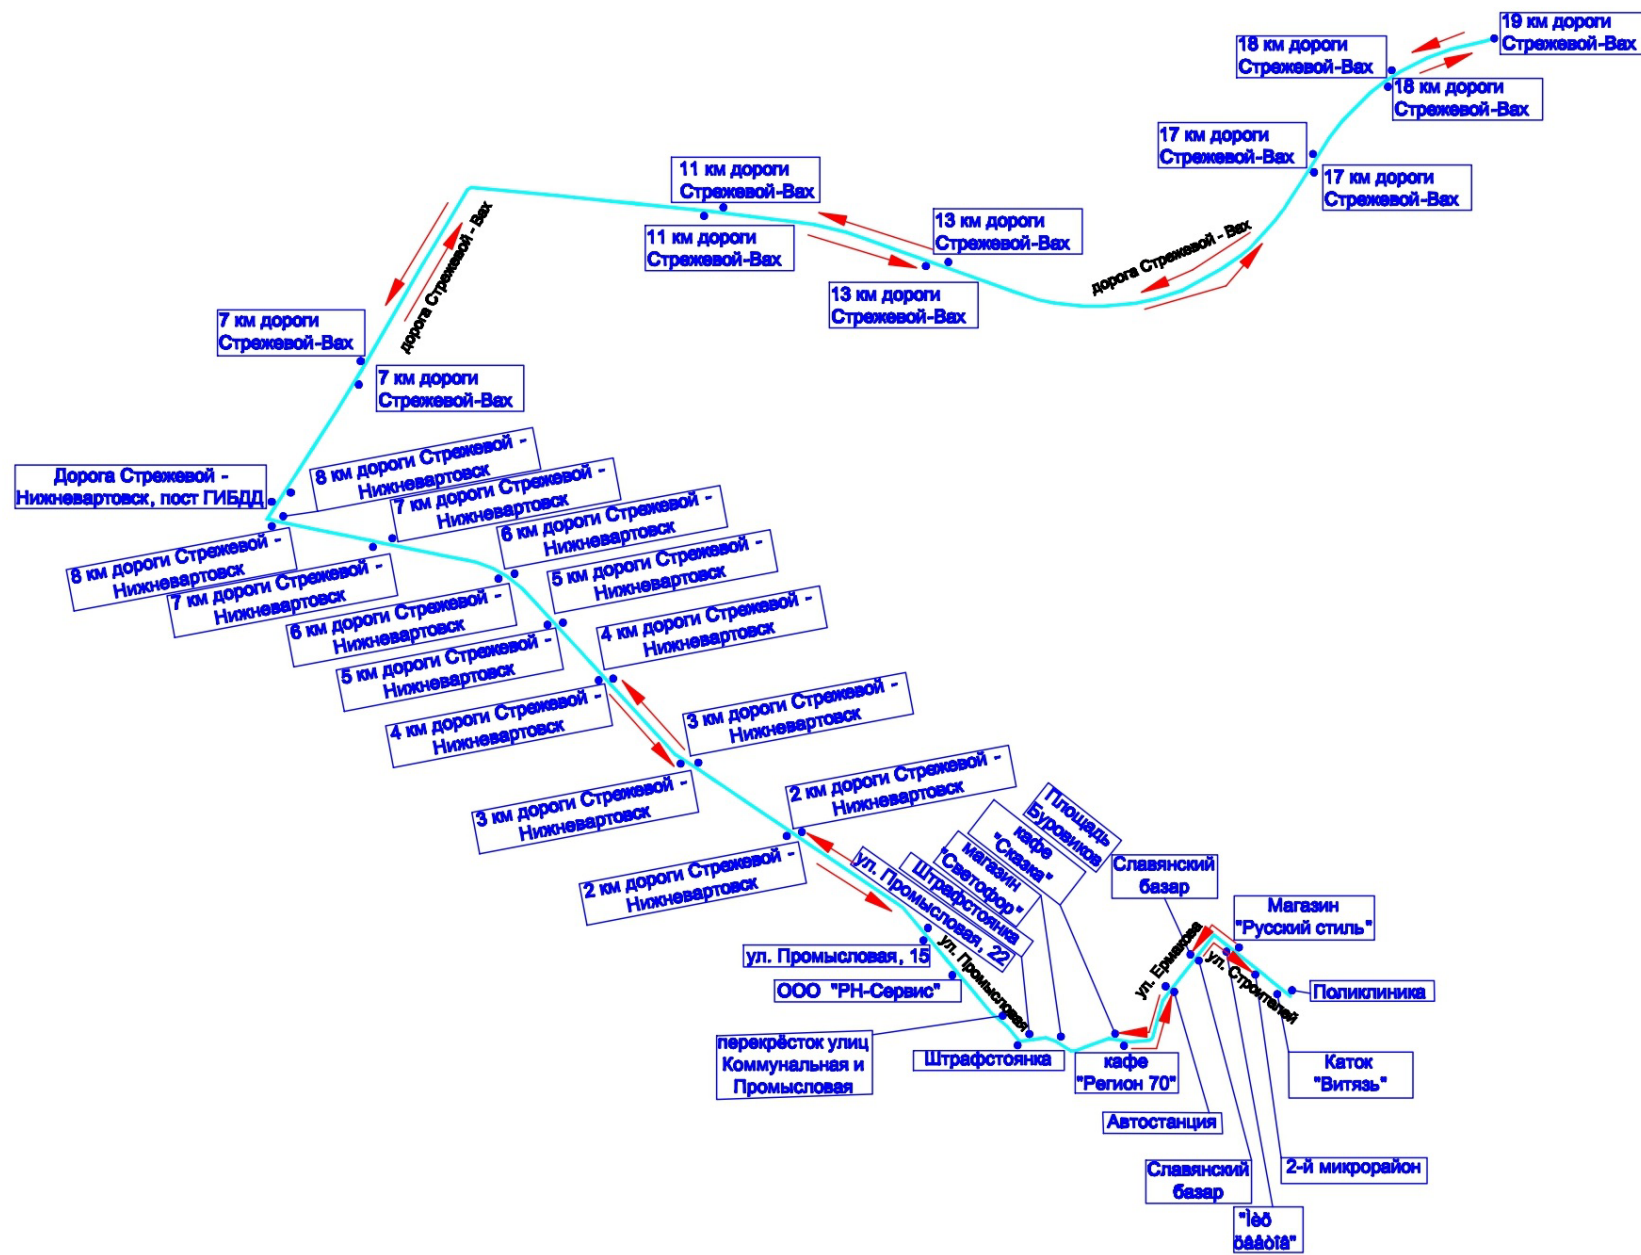 19 км дороги
Стрежевой-Вах
18 км дороги
Стрежевой-Вах
18 км дороги
Стрежевой-Вах
17 км дороги
Стрежевой-Вах
17 км дороги
Стрежевой-Вах
11 км дороги
Стрежевой-Вах
11 км дороги
Стрежевой-Вах
13 км дороги
Стрежевой-Вах
13 км дороги
Стрежевой-Вах
дорога Стрежевой - Вах
дорога Стрежевой - Вах
7 км дороги
Стрежевой-Вах
7 км дороги
Стрежевой-Вах
Дорога Стрежевой -
Нижневартовск, пост ГИБДД
8 км дороги Стрежевой -
Нижневартовск
7 км дороги Стрежевой -
Нижневартовск
6 км дороги Стрежевой -
Нижневартовск
5 км дороги Стрежевой -
Нижневартовск
4 км дороги Стрежевой -
Нижневартовск
3 км дороги Стрежевой -
Нижневартовск
2 км дороги Стрежевой -
Нижневартовск
8 км дороги Стрежевой -
Нижневартовск
7 км дороги Стрежевой -
Нижневартовск
6 км дороги Стрежевой -
Нижневартовск
5 км дороги Стрежевой -
Нижневартовск
4 км дороги Стрежевой -
Нижневартовск
3 км дороги Стрежевой -
Нижневартовск
2 км дороги Стрежевой -
Нижневартовск
Площадь
Буровиков
кафе
"Сказка"
магазин
"Светофор"
Штрафстоянка
ул. Промысловая, 22
ул. Промысловая
ул. Промысловая, 15
ООО "РН-Сервис"
перекрёсток улиц
Коммунальная и
Промысловая
Штрафстоянка
кафе
"Регион 70"
Славянский
базар
Магазин
"Русский стиль"
ул. Ермакова
ул. Строителей
Поликлиника
Каток
"Витязь"
Автостанция
Славянский
базар
2-й микрорайон
"Ìèð
öâåòîâ"